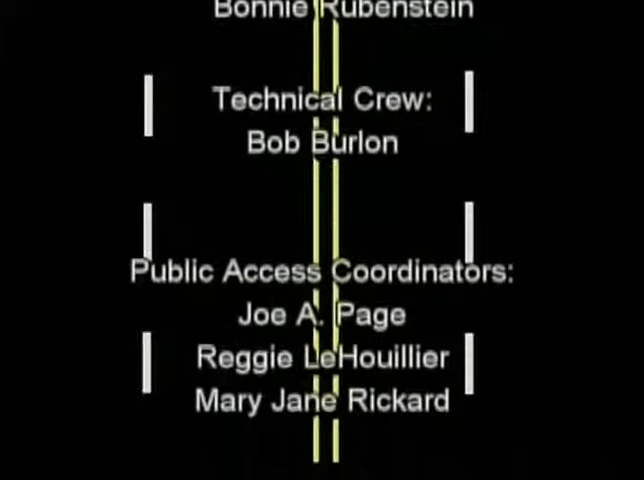 Bonnie Rubenstein
Technical Crew:
Bob Burlon
Public Access Coordinators:
Joe A. Page
Reggie LeHouillier
Mary Jane Rickard